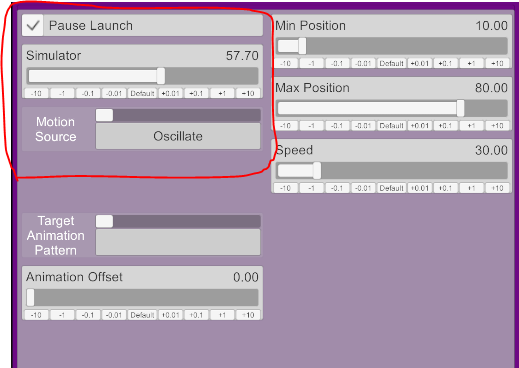 Pause Launch
Simulator 57.70
-10 -1 -0.1 -0.01 Default +0.01 +0.1 +1 +10
Motion
Source
Oscillate
Target
Animation
Pattern
Animation Offset 0.00
-10 -1 -0.1 -0.01 Default +0.01 +0.1 +1 +10
Min Position 10.00
-10 -1 -0.1 -0.01 Default +0.01 +0.1 +1 +10
Max Position 80.00
-10 -1 -0.1 -0.01 Default +0.01 +0.1 +1 +10
Speed 30.00
-10 -1 -0.1 -0.01 Default +0.01 +0.1 +1 +10